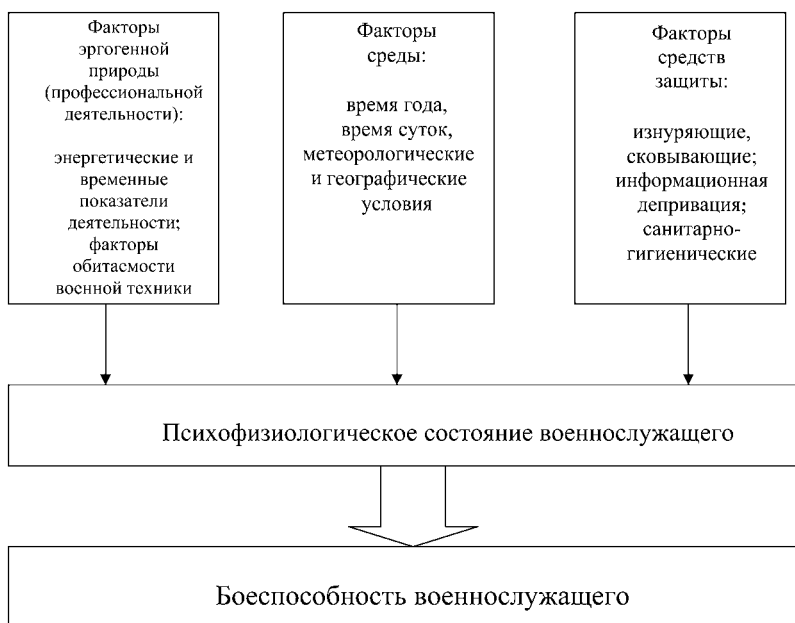 Факторы
эргогенной
природы
(профессиональной
деятельности):
энергетические и
временные
показатели
деятельности;
факторы
обитасмости
военной техники
Факторы
среды:
время года,
время суток,
метеорологические
и географические
условия
Факторы
средств
защиты:
изнуряющие,
сковывающие;
информационная
депривация;
санитарно-
гигиенические
Психофизиологическое состояние военнослужащего
Боеспособность военнослужащего